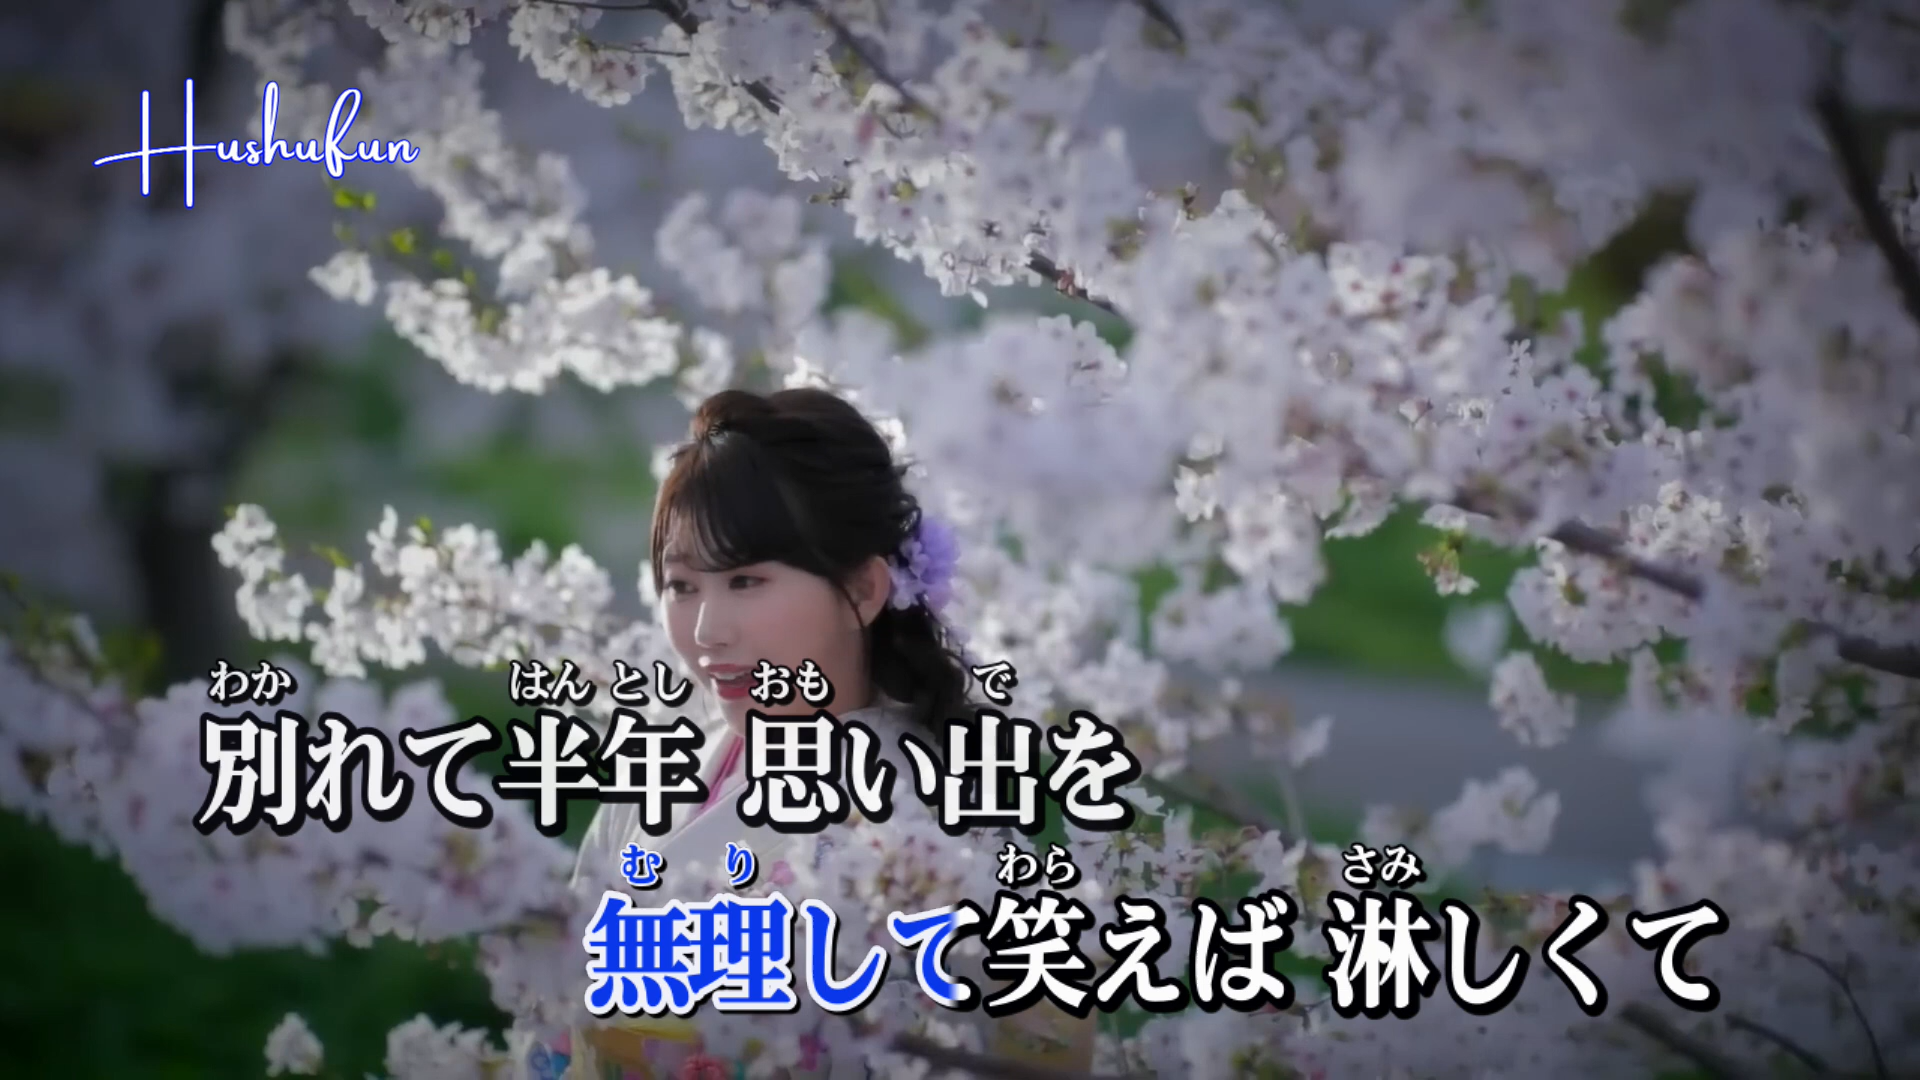 Hushufun
わか はん とし おも で
別れて半年 思い出を
む り わら さみ
無理して笑えば 淋しくて